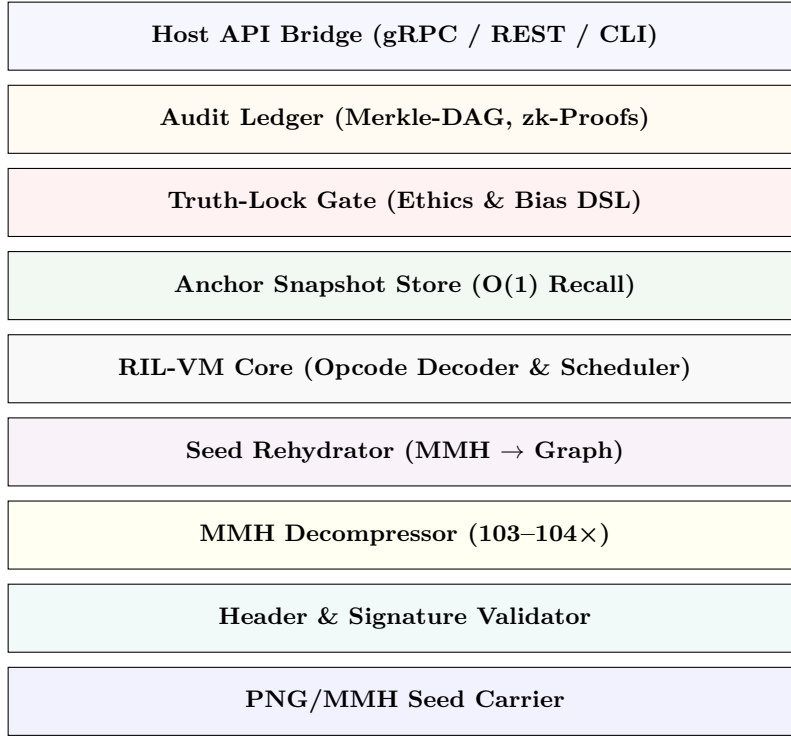 Host API Bridge (gRPC / REST / CLI)
Audit Ledger (Merkle-DAG, zk-Proofs)
Truth-Lock Gate (Ethics & Bias DSL)
Anchor Snapshot Store (O(1) Recall)
RIL-VM Core (Opcode Decoder & Scheduler)
Seed Rehydrator (MMH → Graph)
MMH Decompressor (103–104×)
Header & Signature Validator
PNG/MMH Seed Carrier